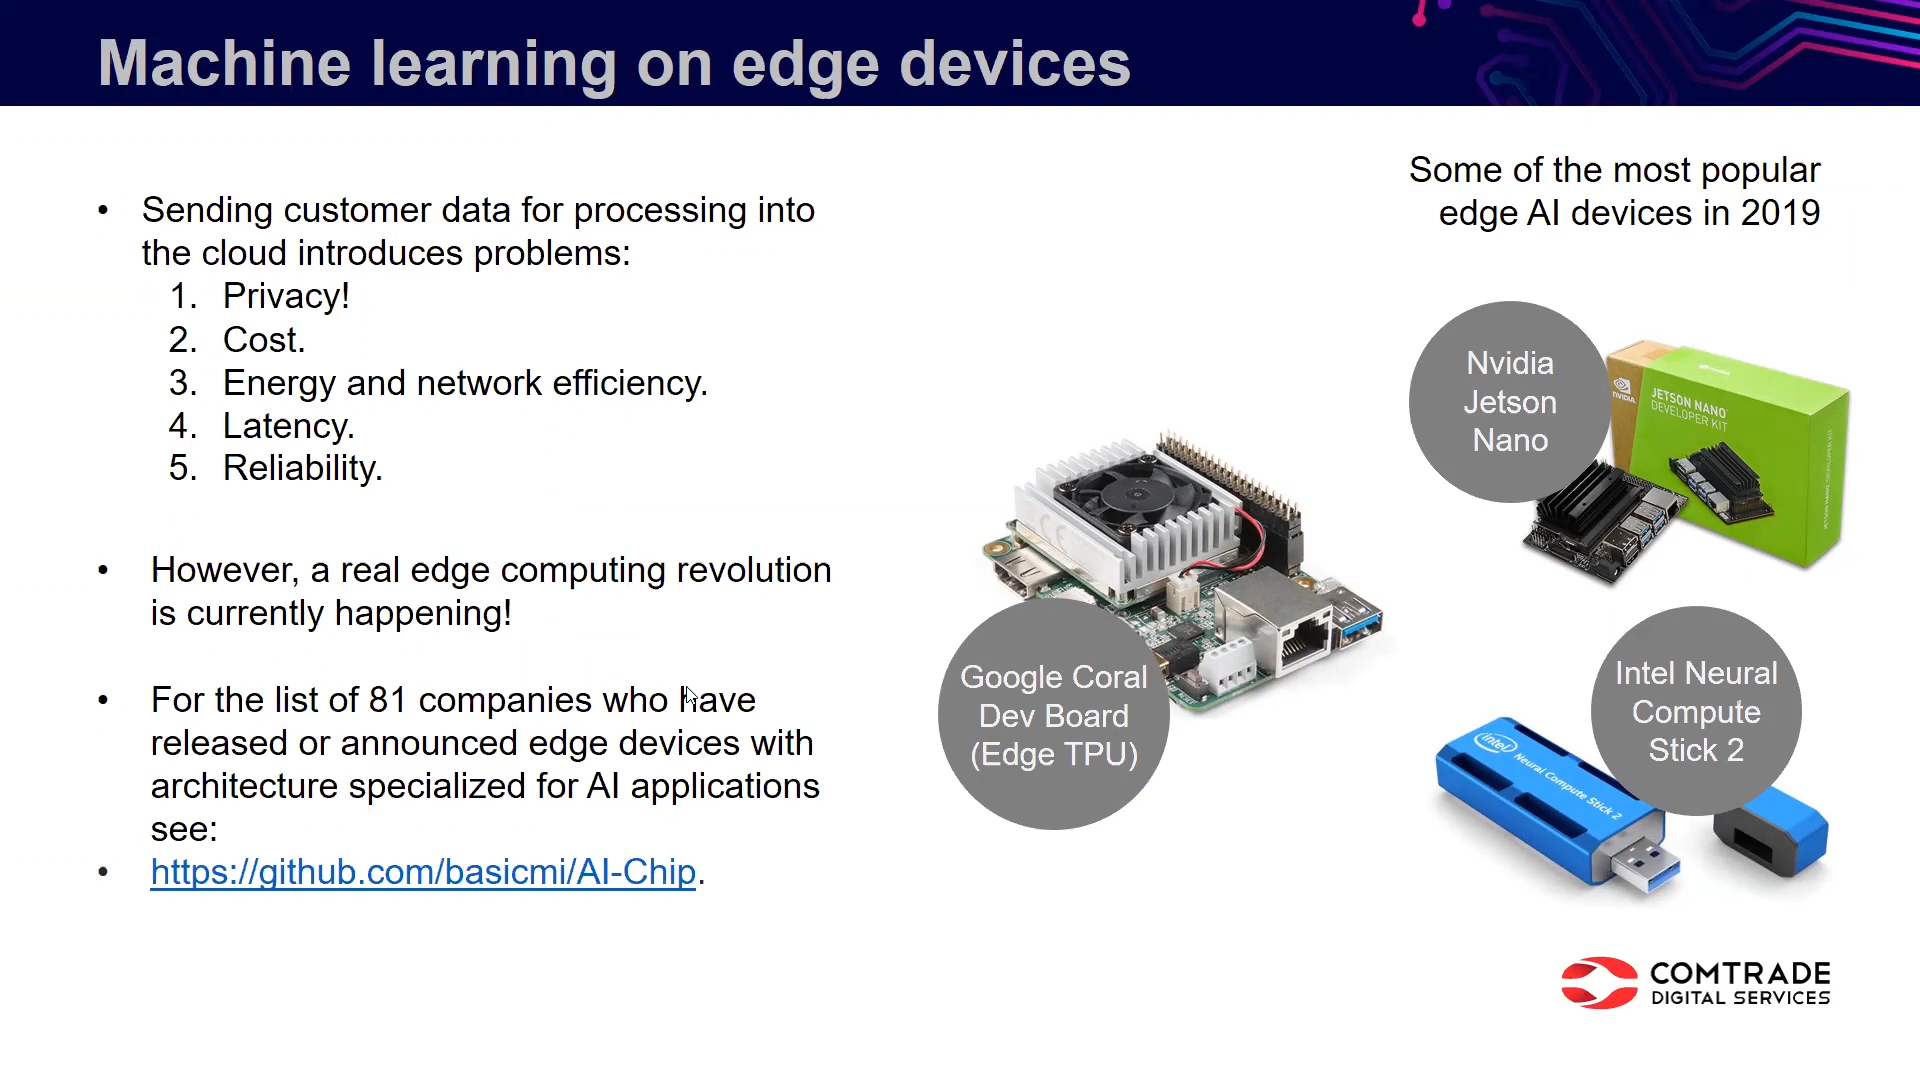 Machine learning on edge devices
• Sending customer data for processing into
the cloud introduces problems:
1. Privacy!
2. Cost.
3. Energy and network efficiency.
4. Latency.
5. Reliability.
• However, a real edge computing revolution
is currently happening!
• For the list of 81 companies who have
released or announced edge devices with
architecture specialized for AI applications
see:
• https://github.com/basicmi/AI-Chip.
Some of the most popular
edge AI devices in 2019
Nvidia
Jetson
Nano
NVIDIA.
JETSON NANO
DEVELOPER KIT
Google Coral
Dev Board
(Edge TPU)
Intel Neural
Compute
Stick 2
intel
Neural Compute Stick 2
COMTRADE
DIGITAL SERVICES